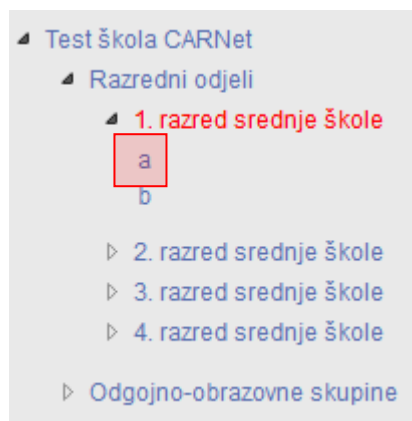 Test škola CARNet
Razredni odjeli
1. razred srednje škole
a
b
2. razred srednje škole
3. razred srednje škole
4. razred srednje škole
Odgojno-obrazovne skupine